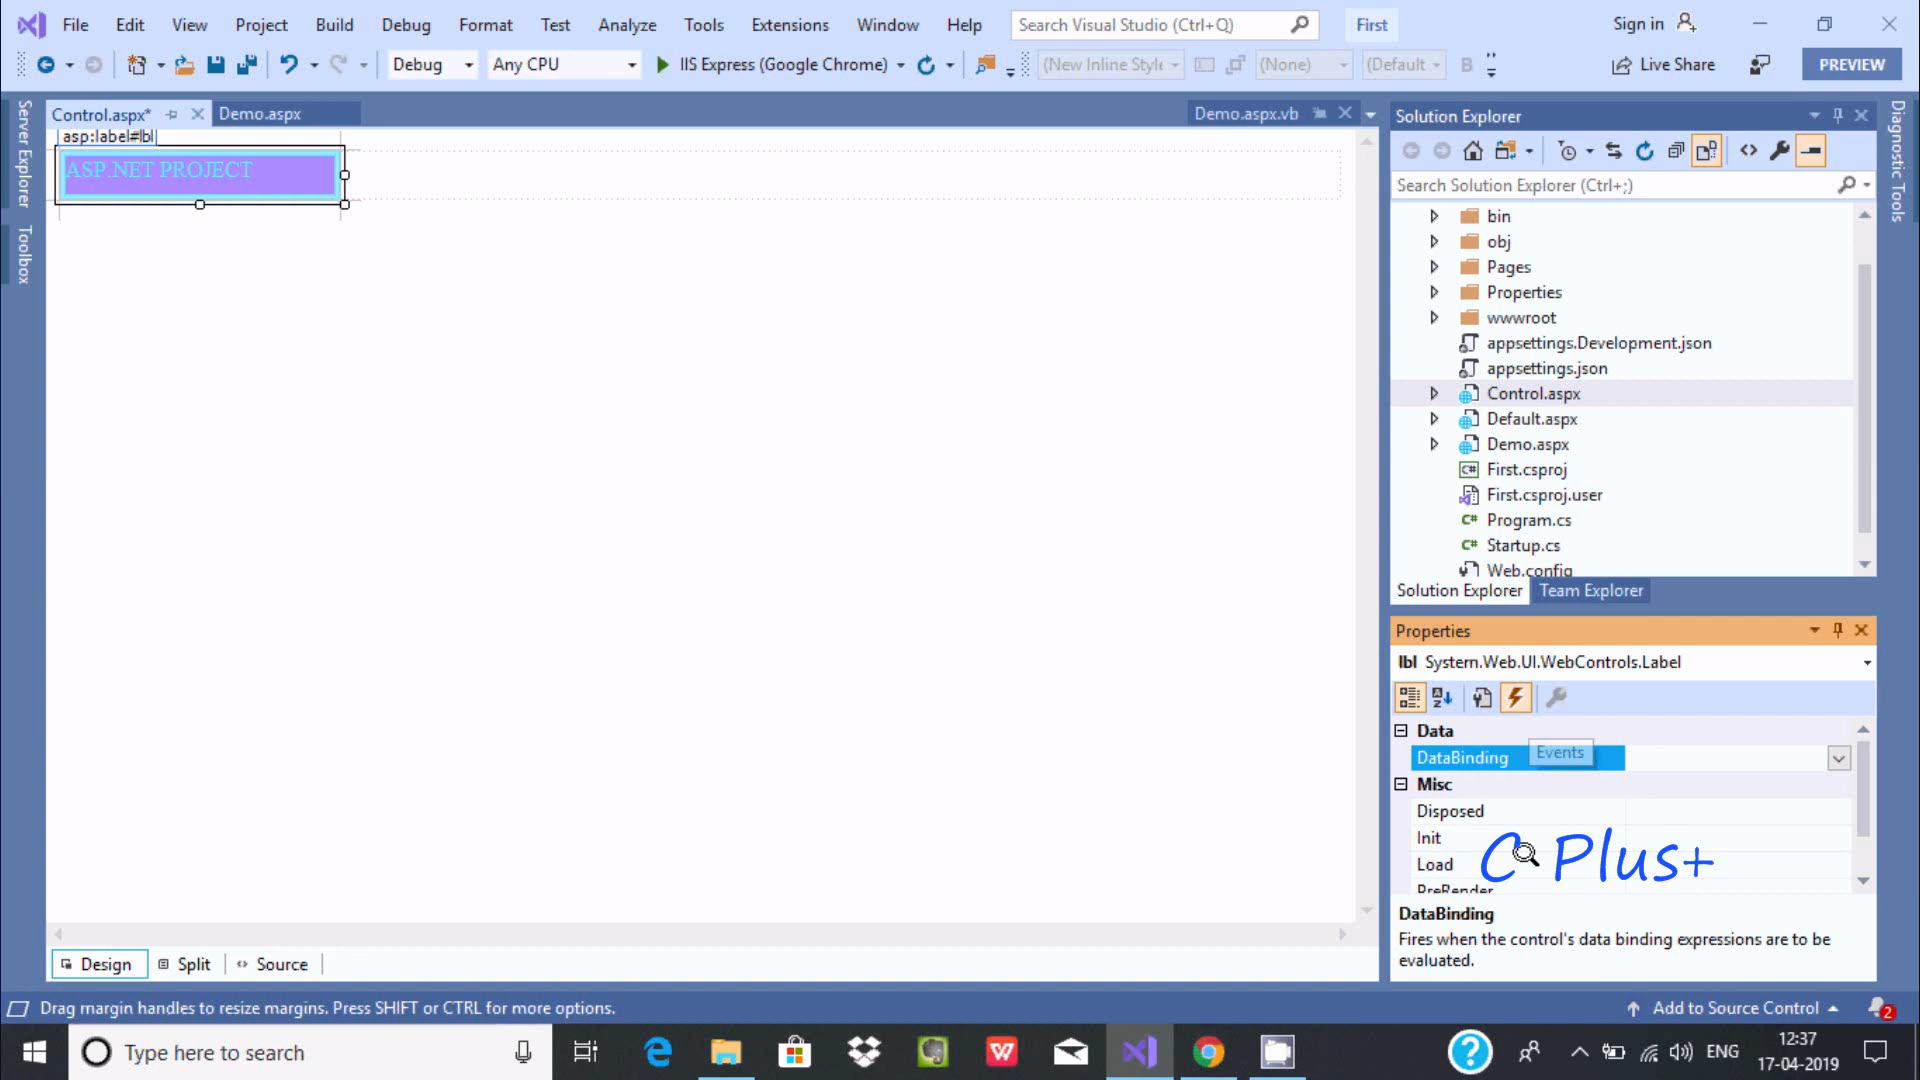 File Edit View Project Build Debug Format Test Tools Analyze Extensions Window Help Search Visual Studio (Ctrl+Q) First Sign in
Debug Any CPU IIS Express (Google Chrome) (New Inline Style (None) (Default B Live Share PREVIEW
Control.aspx* Demo.aspx Demo.aspx.vb
asp:label#lbl
ASP.NET PROJECT
Server Explorer
Toolbox
Solution Explorer
Search Solution Explorer (Ctrl+;)
bin
obj
Pages
Properties
wwwroot
appsettings.Development.json
appsettings.json
Control.aspx
Default.aspx
Demo.aspx
First.csproj
First.csproj.user
Program.cs
Startup.cs
Web.config
Solution Explorer Team Explorer
Diagnostic Tools
Properties
lbl System.Web.UI.WebControls.Label
Data
DataBinding
Events
Misc
Disposed
Init
Load
PreRender
C Plus+
DataBinding
Fires when the control's data binding expressions are to be
evaluated.
Design Split Source
Drag margin handles to resize margins. Press SHIFT or CTRL for more options. Add to Source Control 2
Type here to search ENG 12:37
17-04-2019